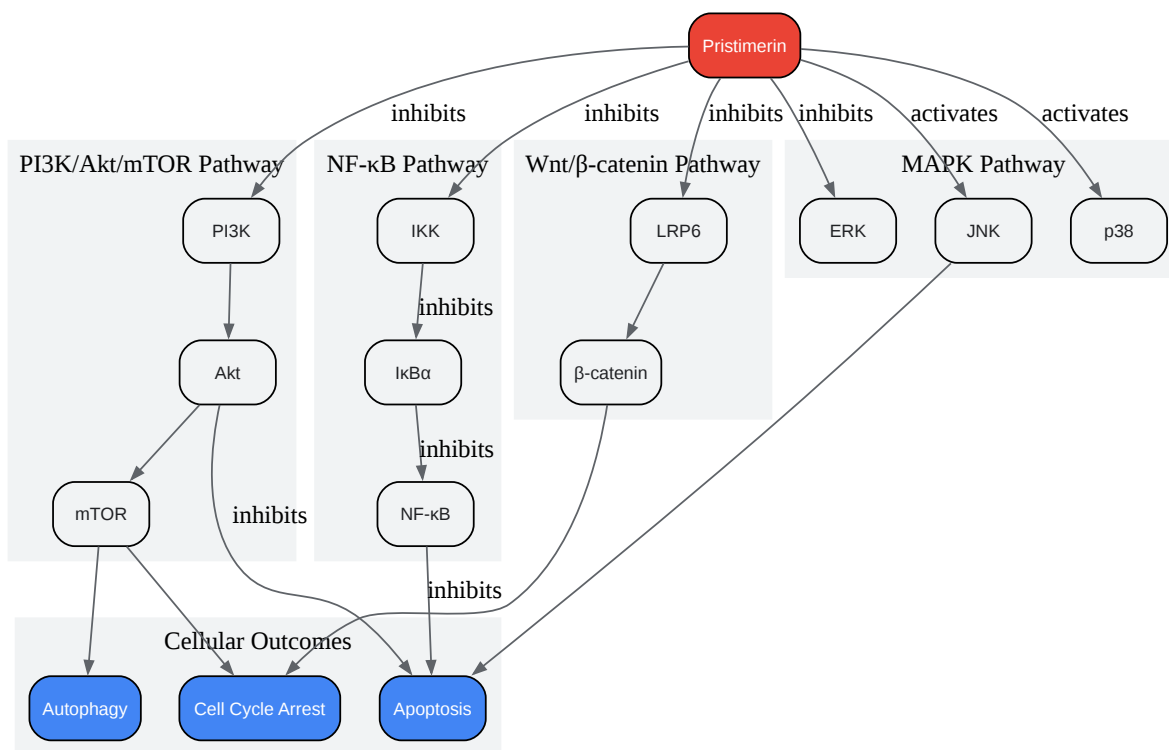 Pristimerin
inhibits
inhibits
inhibits
inhibits
activates
activates
PI3K/Akt/mTOR Pathway
NF-κB Pathway
Wnt/β-catenin Pathway
MAPK Pathway
PI3K
IKK
LRP6
ERK
JNK
p38
inhibits
Akt
IκBα
β-catenin
inhibits
mTOR
NF-κB
inhibits
inhibits
Cellular Outcomes
Autophagy
Cell Cycle Arrest
Apoptosis